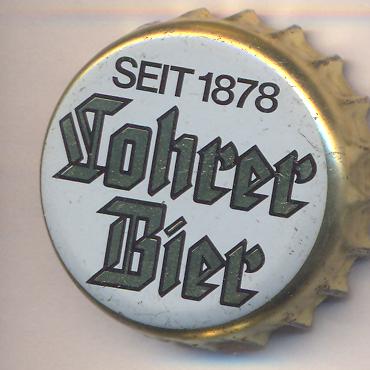 SEIT 1878
Lohrer
Bier